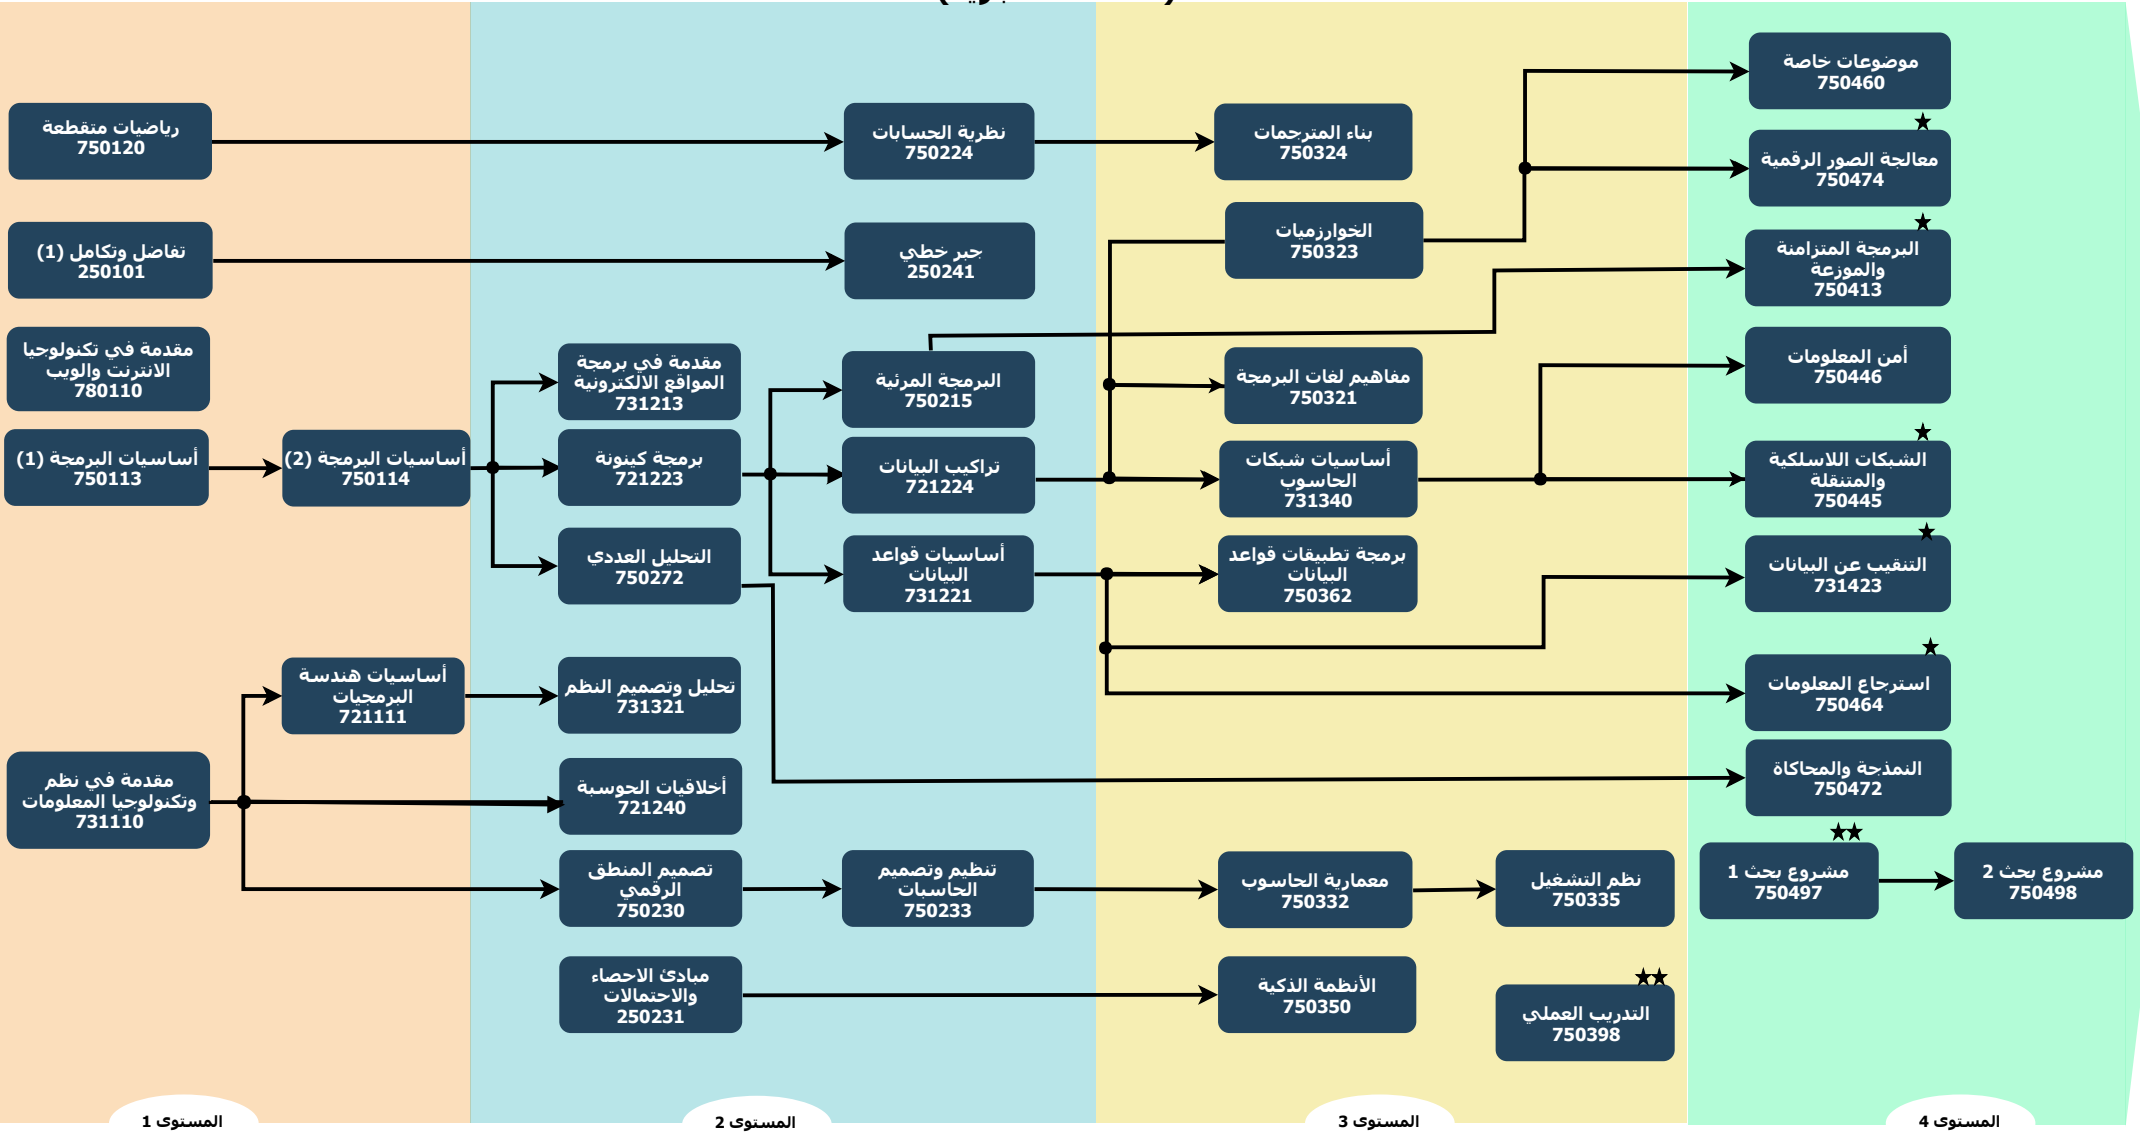 رياضيات متقطعة
750120
تفاضل وتكامل (1)
250101
مقدمة في تكنولوجيا
الانترنت والويب
780110
أساسيات البرمجة (1)
750113
أساسيات البرمجة (2)
750114
أساسيات هندسة
البرمجيات
721111
مقدمة في نظم
وتكنولوجيا المعلومات
731110
المستوى 1
مقدمة في برمجة
المواقع الالكترونية
731213
برمجة كينونة
721223
التحليل العددي
750272
تحليل وتصميم النظم
731321
أخلاقيات الحوسبة
721240
تصميم المنطق
الرقمي
750230
مبادئ الاحصاء
والاحتمالات
250231
نظرية الحسابات
750224
جبر خطي
250241
البرمجة المرئية
750215
تراكيب البيانات
721224
أساسيات قواعد
البيانات
731221
تنظيم وتصميم
الحاسبات
750233
المستوى 2
بناء المترجمات
750324
الخوارزميات
750323
مفاهيم لغات البرمجة
750321
أساسيات شبكات
الحاسوب
731340
برمجة تطبيقات قواعد
البيانات
750362
معمارية الحاسوب
750332
الأنظمة الذكية
750350
نظم التشغيل
750335
التدريب العملي
750398
المستوى 3
موضوعات خاصة
750460
معالجة الصور الرقمية
750474
البرمجة المتزامنة
والموزعة
750413
أمن المعلومات
750446
الشبكات اللاسلكية
والمتنقلة
750445
التنقيب عن البيانات
731423
استرجاع المعلومات
750464
النمذجة والمحاكاة
750472
مشروع بحث 1
750497
مشروع بحث 2
750498
المستوى 4